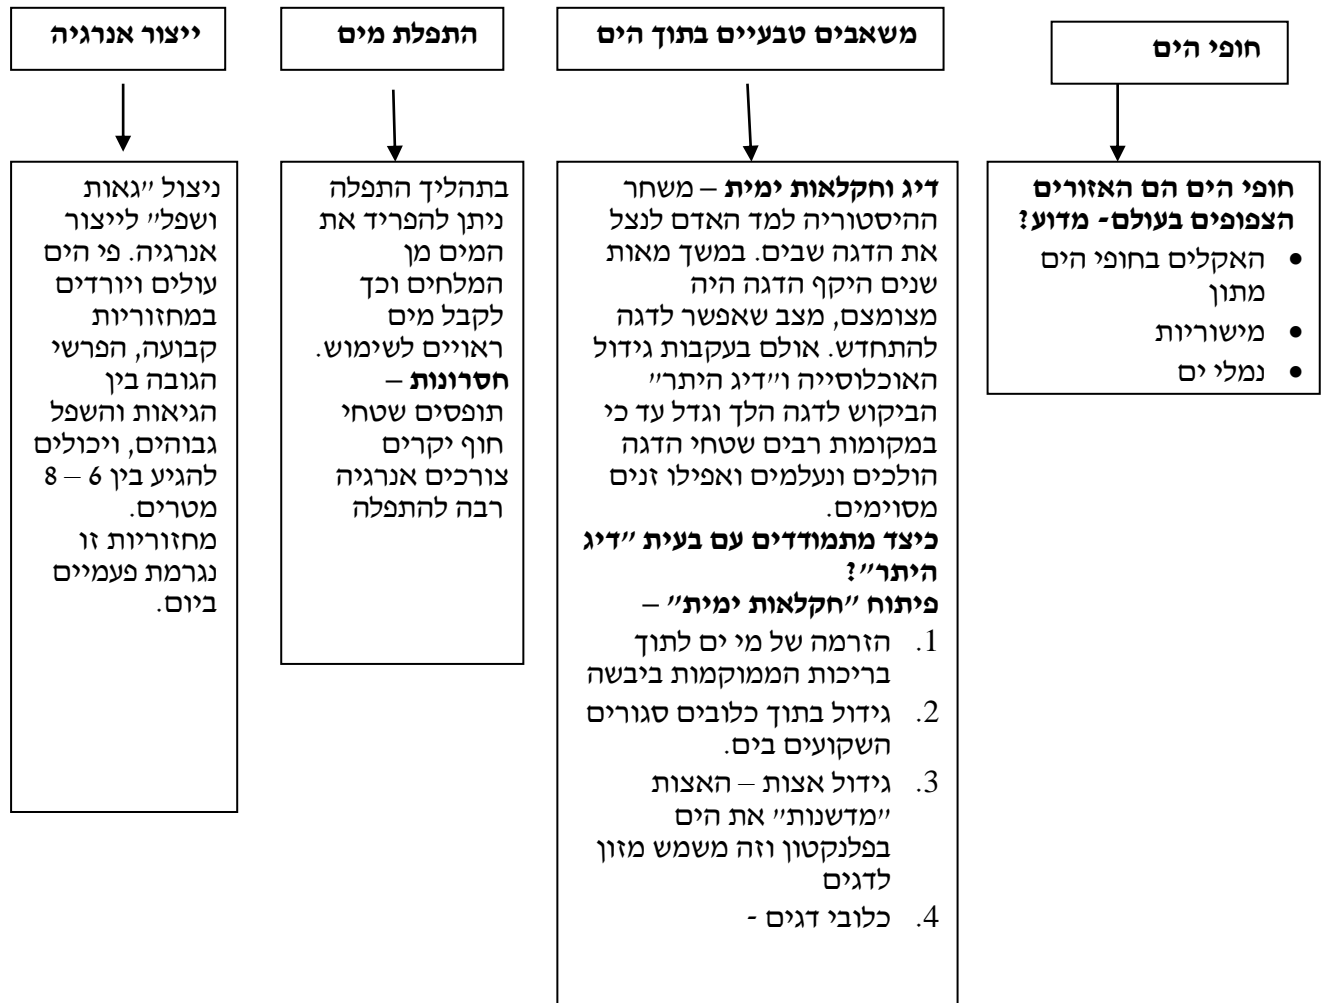 חופי הים
חופי הים הם האזורים
הצפופים בעולם- מדוע?
• האקלים בחופי הים
מתון
• מישוריות
• נמלי ים
משאבים טבעיים בתוך הים
דיג וחקלאות ימית – משחר
ההיסטוריה למד האדם לנצל
את הדגה שבים. במשך מאות
שנים היקף הדגה היה
מצומצם, מצב שאפשר לדגה
להתחדש. אולם בעקבות גידול
האוכלוסייה ו"דיג היתר"
הביקוש לדגה הלך וגדל עד כי
במקומות רבים שטחי הדגה
הולכים ונעלמים ואפילו זנים
מסוימים.
כיצד מתמודדים עם בעית "דיג
היתר"?
פיתוח "חקלאות ימית" –
1. הזרמה של מי ים לתוך
בריכות הממוקמות ביבשה
2. גידול בתוך כלובים סגורים
השקועים בים.
3. גידול אצות – האצות
"מדשנות" את הים
בפלנקטון וזה משמש מזון
לדגים
4. כלובי דגים -
התפלת מים
בתהליך התפלה
ניתן להפריד את
המים מן
המלחים וכך
לקבל מים
ראויים לשימוש.
חסרונות –
תופסים שטחי
חוף יקרים
צורכים אנרגיה
רבה להתפלה
ייצור אנרגיה
ניצול "גאות
ושפל" לייצור
אנרגיה. פי הים
עולים ויורדים
במחזוריות
קבועה, הפרשי
הגובה בין
הגיאות והשפל
גבוהים, ויכולים
להגיע בין 6 – 8
מטרים.
מחזוריות זו
נגרמת פעמיים
ביום.